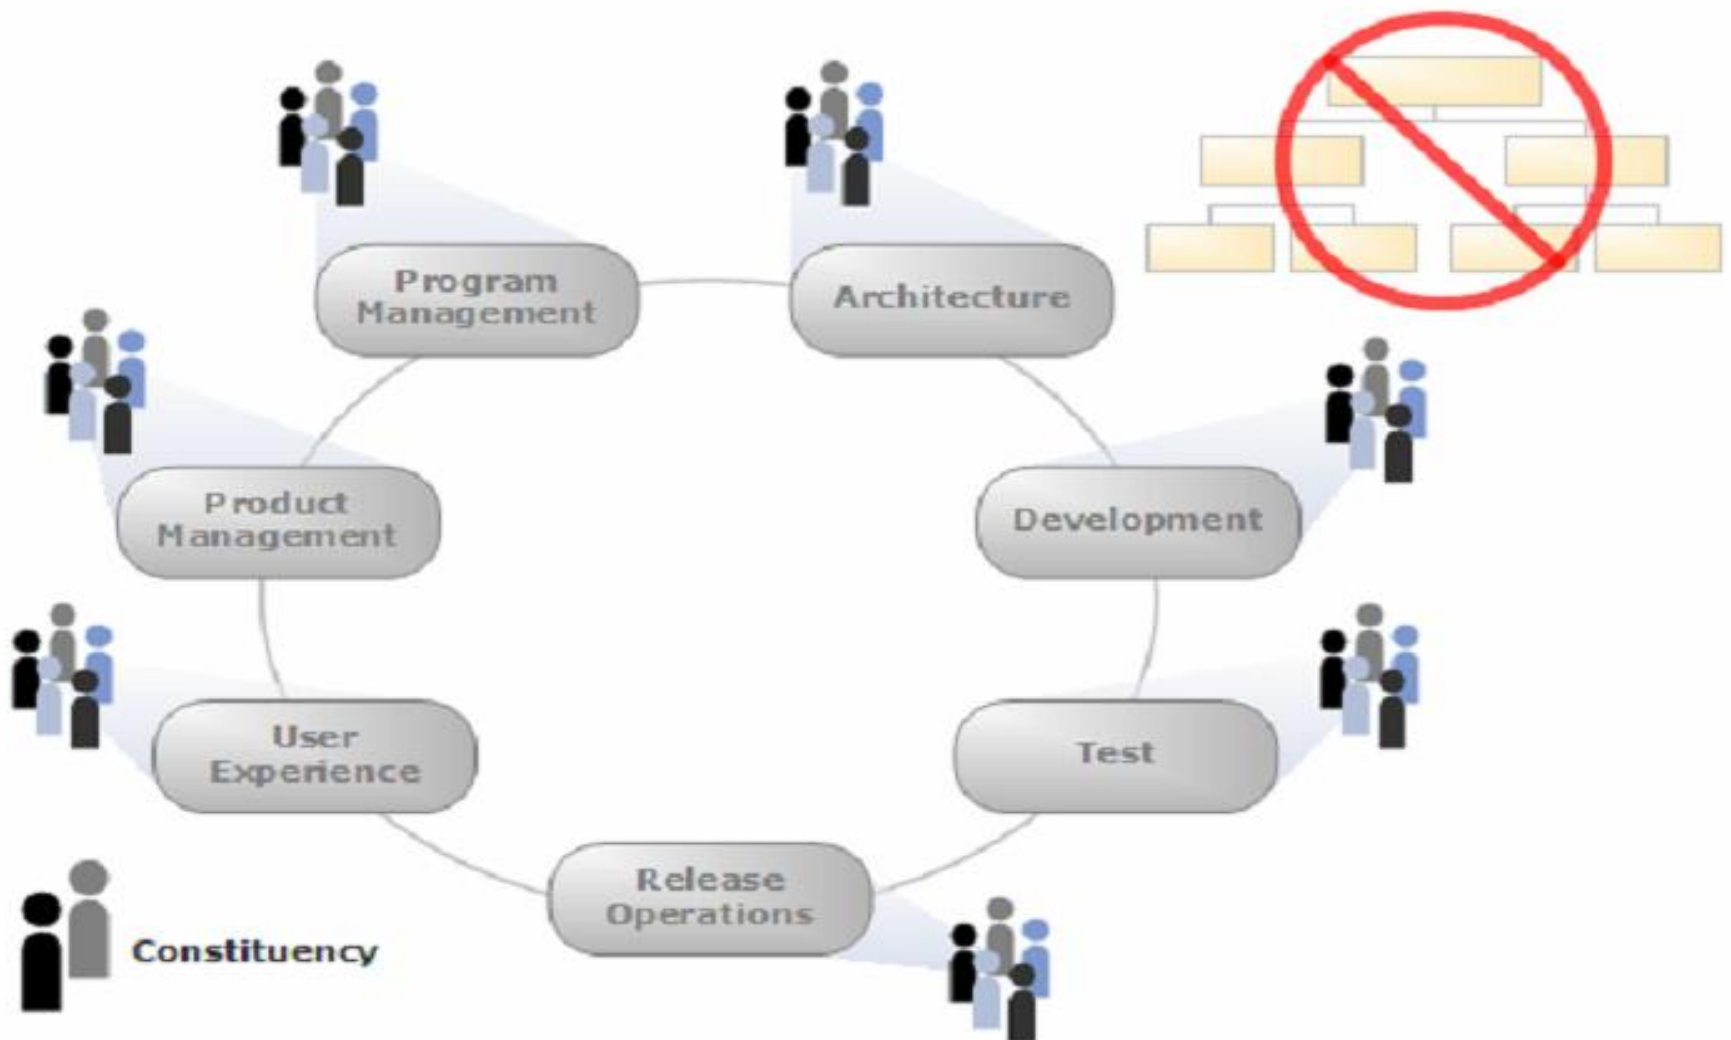 Program
Management
Architecture
Product
Management
Development
User
Experience
Test
Release
Operations
Constituency